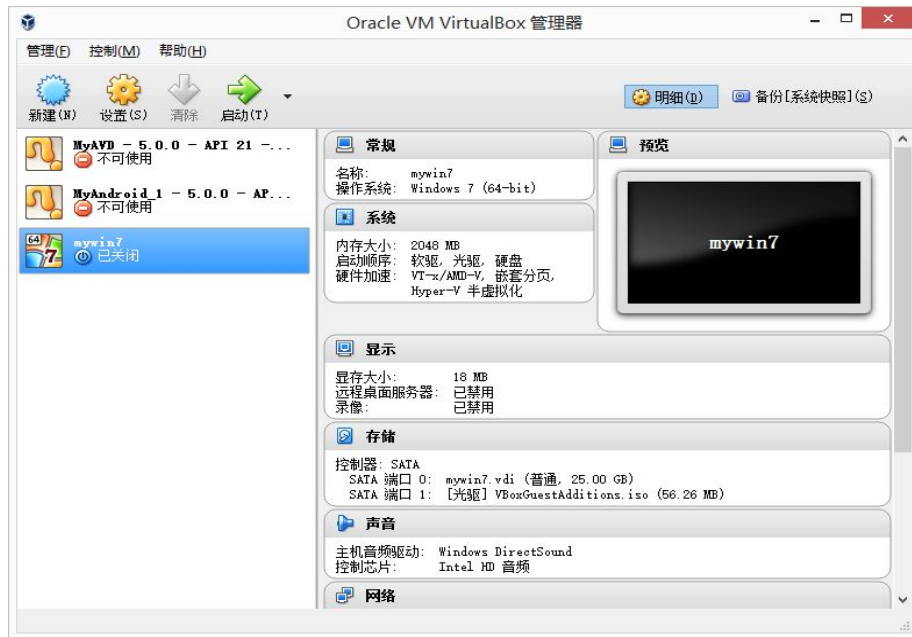 Oracle VM VirtualBox 管理器
管理(F) 控制(M) 帮助(H)
新建(N) 设置(S) 清除 启动(T)
明细(D) 备份[系统快照](S)
MyAVD - 5.0.0 - API 21 -...
不可使用
MyAndroid_1 - 5.0.0 - AP...
不可使用
64
7
mywin7
已关闭
常规
名称: mywin7
操作系统: Windows 7 (64-bit)
系统
内存大小: 2048 MB
启动顺序: 软驱, 光驱, 硬盘
硬件加速: VT-x/AMD-V, 嵌套分页,
Hyper-V 半虚拟化
预览
mywin7
显示
显存大小: 18 MB
远程桌面服务器: 已禁用
录像: 已禁用
存储
控制器: SATA
SATA 端口 0: mywin7.vdi (普通, 25.00 GB)
SATA 端口 1: [光驱] VBoxGuestAdditions.iso (56.26 MB)
声音
主机音频驱动: Windows DirectSound
控制芯片: Intel HD 音频
网络